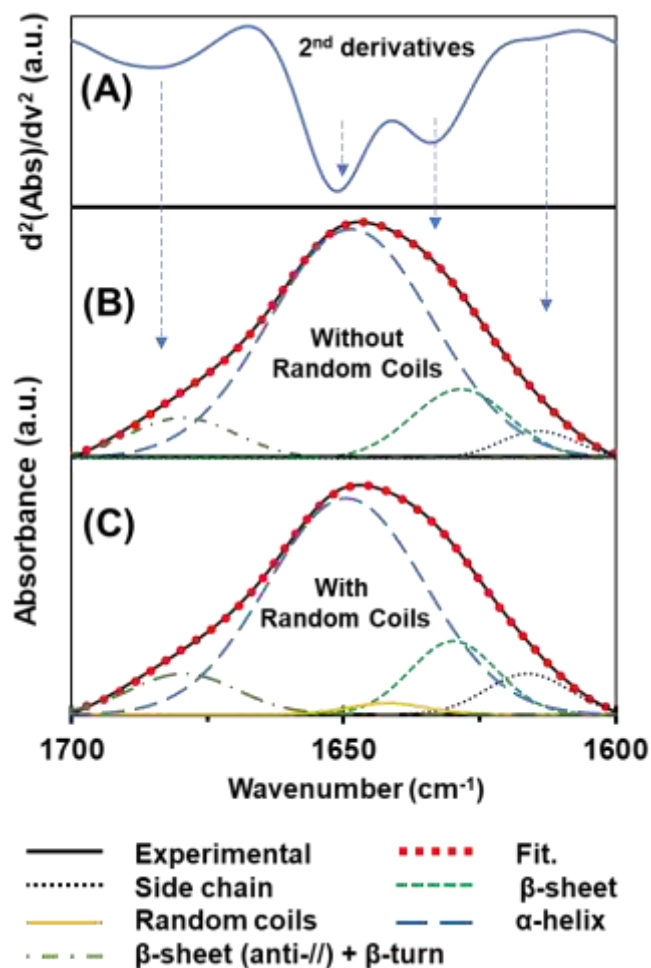 2nd derivatives
(A)
d²(Abs)/dv² (a.u.)
(B)
Without
Random Coils
(C)
With
Random Coils
Absorbance (a.u.)
1700 1650 1600
Wavenumber (cm-1)
Experimental Fit.
Side chain β-sheet
Random coils α-helix
β-sheet (anti-//) + β-turn